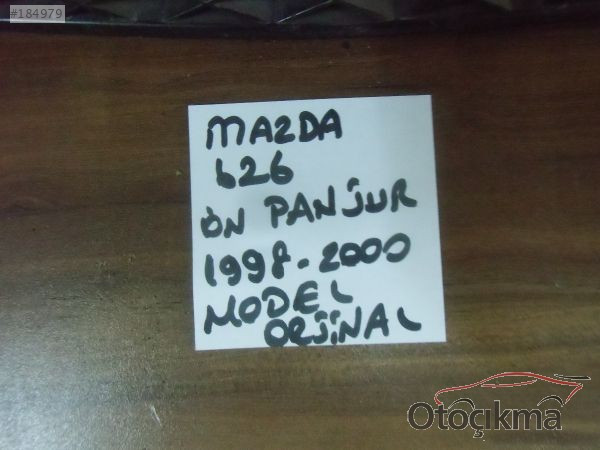 #184979
MAZDA
626
ÖN PANJUR
1998-2000
MODEL
ORJİNAL
Otoçıkma